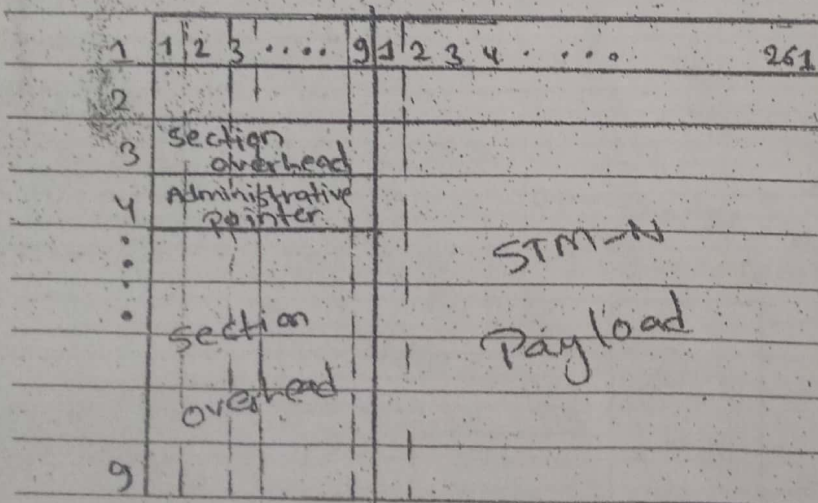 1 1 2 3 .... 9 1 2 3 4 . ... 261
2
3 section
overhead
4 Administrative
pointer.
STM-N
section
Payload
overhead
9